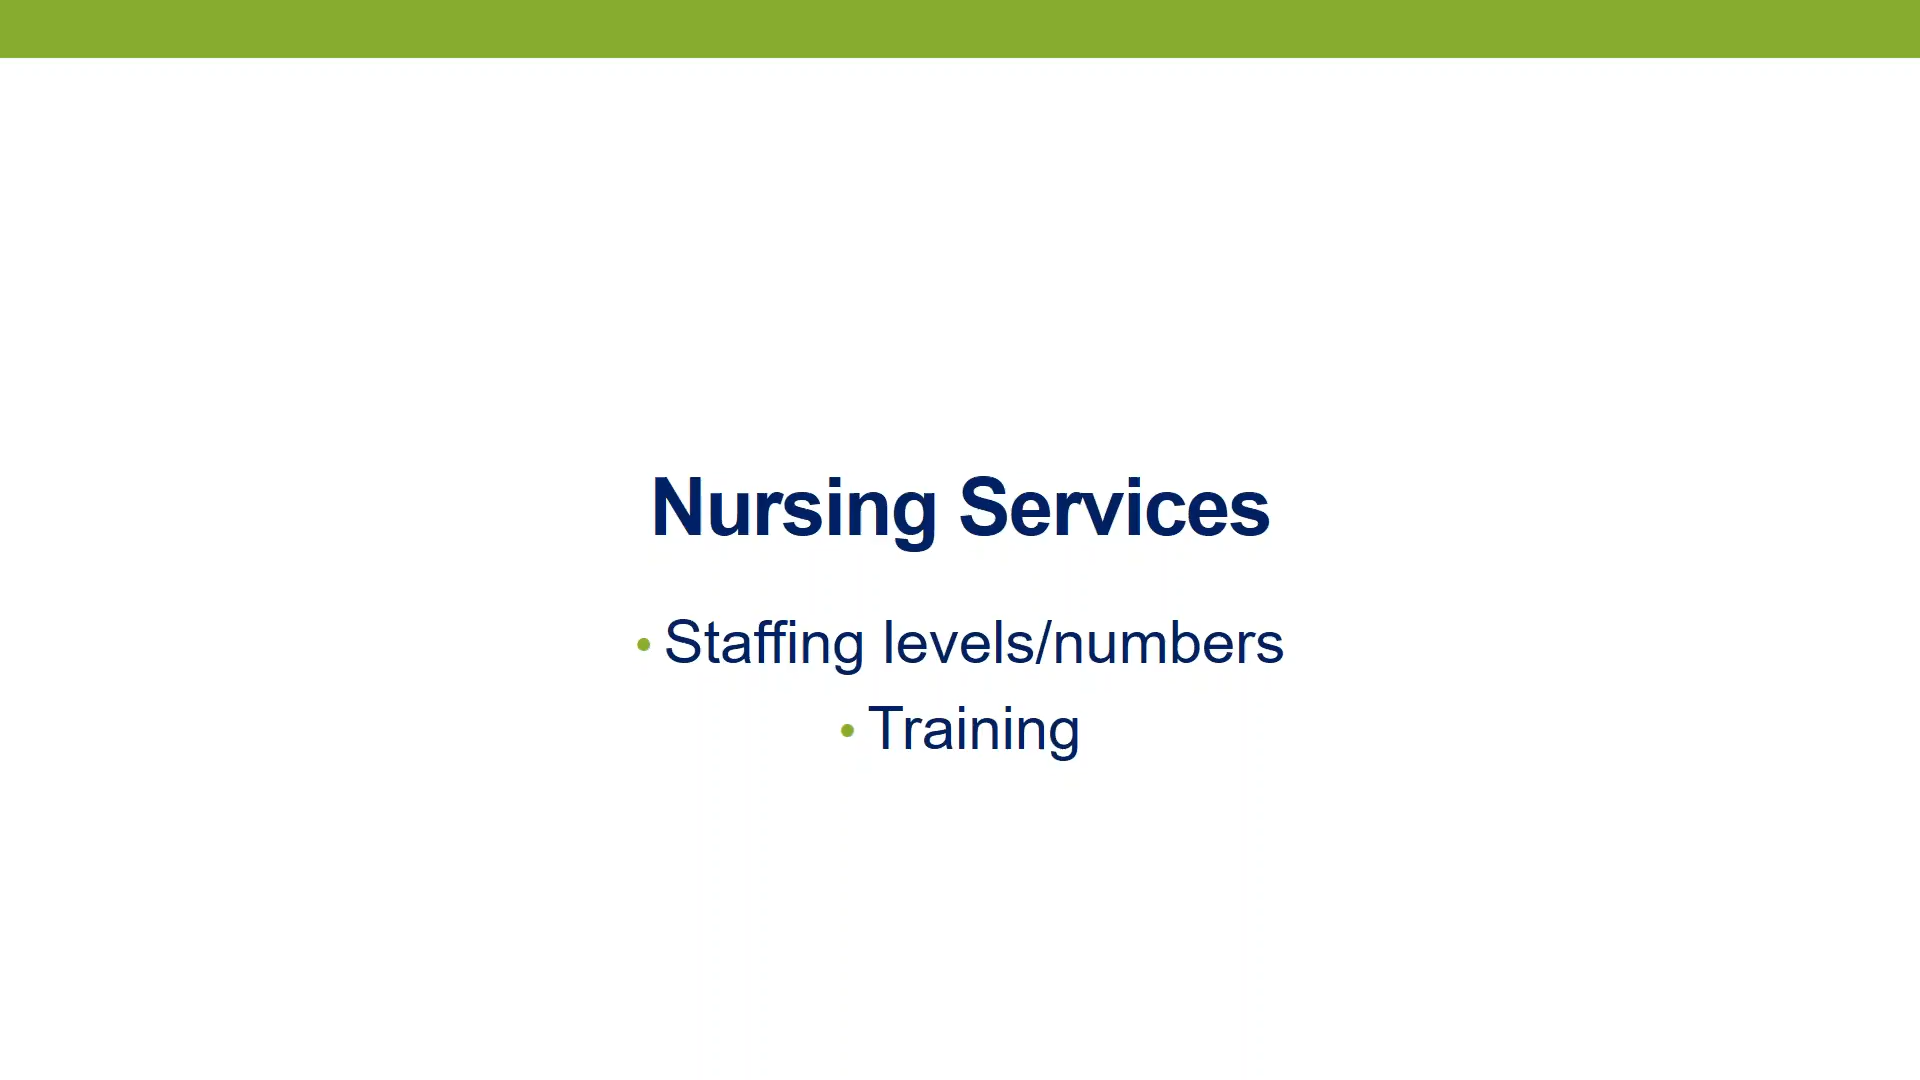 Nursing Services
• Staffing levels/numbers
• Training